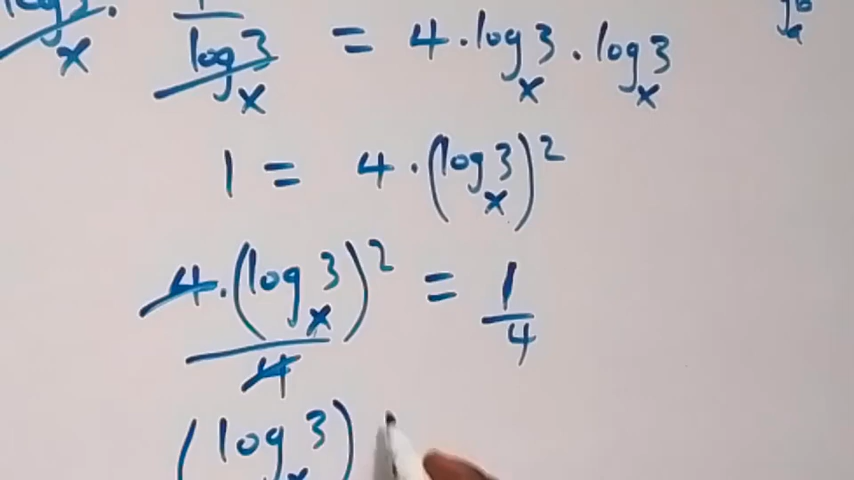 log x · 1/log_x 3 = 4 · log_x 3 · log_x 3
1 = 4 · (log_x 3)^2
4 · (log_x 3)^2 / 4 = 1/4
(log_x 3)